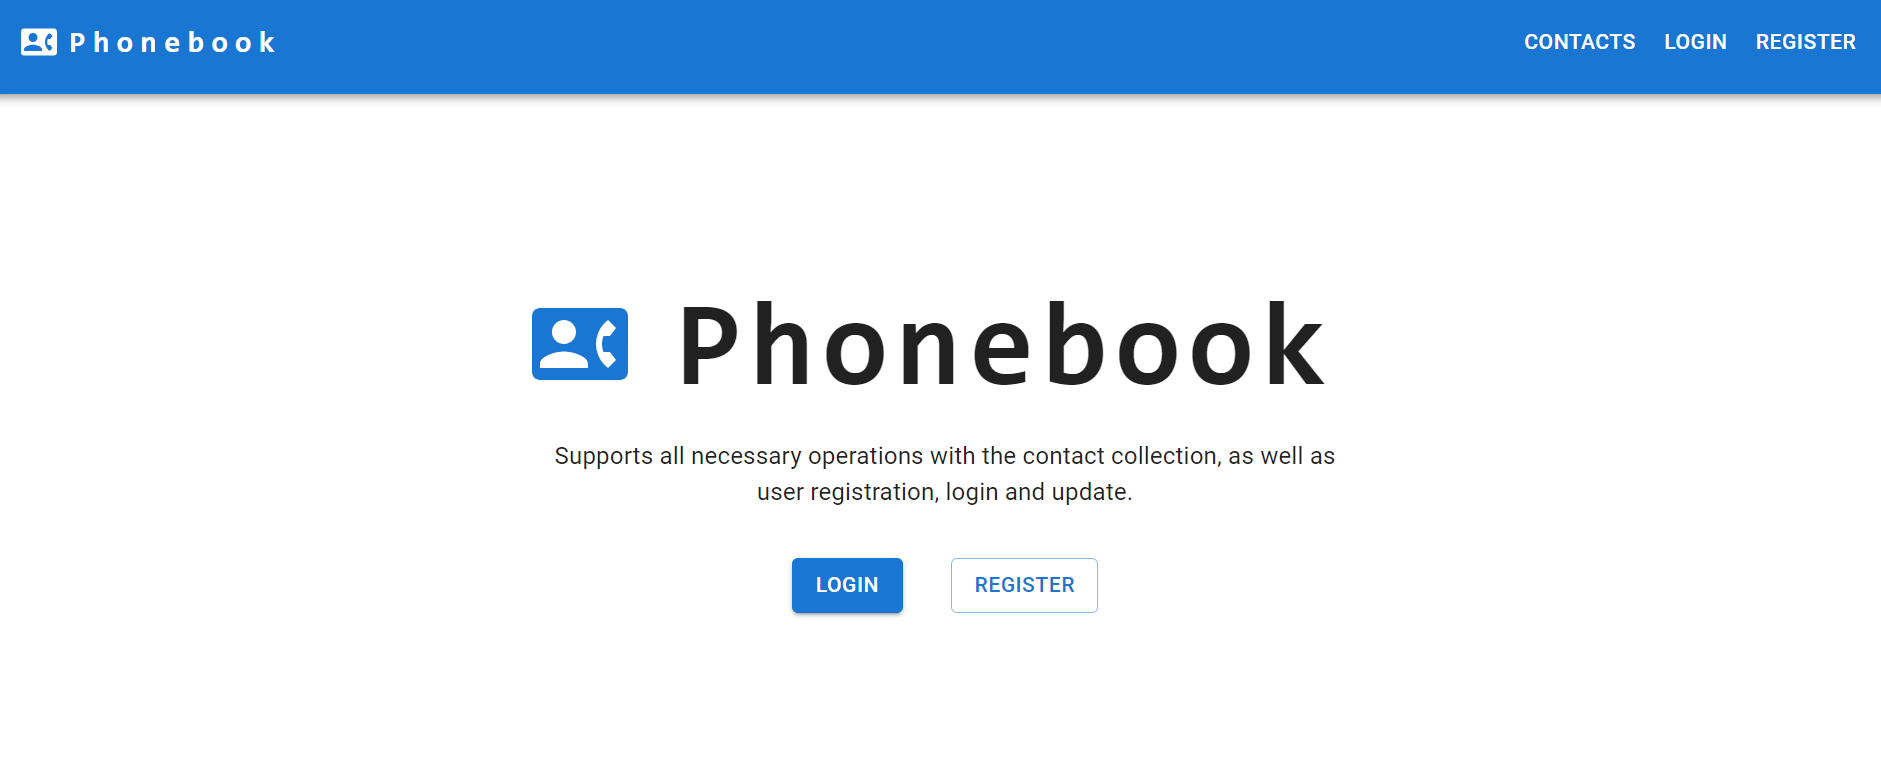 Phonebook
CONTACTS LOGIN REGISTER
Phonebook
Supports all necessary operations with the contact collection, as well as
user registration, login and update.
LOGIN REGISTER